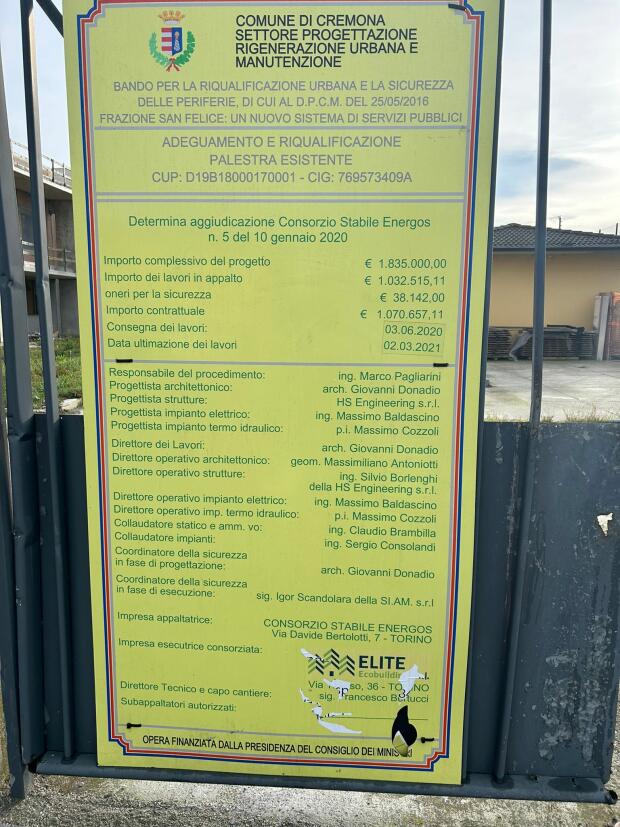 COMUNE DI CREMONA
SETTORE PROGETTAZIONE
RIGENERAZIONE URBANA E
MANUTENZIONE
BANDO PER LA RIQUALIFICAZIONE URBANA E LA SICUREZZA
DELLE PERIFERIE, DI CUI AL D.P.C.M. DEL 25/05/2016
FRAZIONE SAN FELICE: UN NUOVO SISTEMA DI SERVIZI PUBBLICI
ADEGUAMENTO E RIQUALIFICAZIONE
PALESTRA ESISTENTE
CUP: D19B18000170001 - CIG: 769573409A
Determina aggiudicazione Consorzio Stabile Energos
n. 5 del 10 gennaio 2020
Importo complessivo del progetto € 1.835.000,00
Importo dei lavori in appalto € 1.032.515,11
oneri per la sicurezza € 38.142,00
Importo contrattuale € 1.070.657,11
Consegna dei lavori: 03.06.2020
Data ultimazione dei lavori 02.03.2021
Responsabile del procedimento: ing. Marco Pagliarini
Progettista architettonico: arch. Giovanni Donadio
Progettista strutture: HS Engineering s.r.l.
Progettista impianto elettrico: ing. Massimo Baldascino
Progettista impianto termo idraulico: p.i. Massimo Cozzoli
Direttore dei Lavori: arch. Giovanni Donadio
Direttore operativo architettonico: geom. Massimiliano Antoniotti
Direttore operativo strutture: ing. Silvio Borlenghi
della HS Engineering s.r.l.
Direttore operativo impianto elettrico: ing. Massimo Baldascino
Direttore operativo imp. termo idraulico: p.i. Massimo Cozzoli
Collaudatore statico e amm. vo: ing. Claudio Brambilla
Collaudatore impianti: ing. Sergio Consolandi
Coordinatore della sicurezza
in fase di progettazione: arch. Giovanni Donadio
Coordinatore della sicurezza
in fase di esecuzione: sig. Igor Scandolara della SI.AM. s.r.l
Impresa appaltatrice: CONSORZIO STABILE ENERGOS
Via Davide Bertolotti, 7 - TORINO
Impresa esecutrice consorziata: ELITE
Ecobuilding
Via 36 - TORINO
Direttore Tecnico e capo cantiere: sig. Francesco
Subappaltatori autorizzati:
OPERA FINANZIATA DALLA PRESIDENZA DEL CONSIGLIO DEI MINISTRI